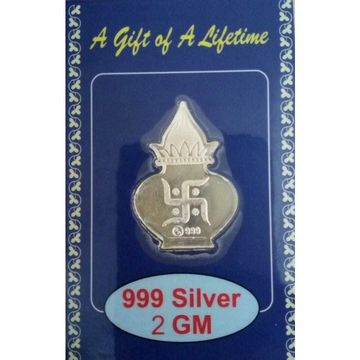 A Gift of A Lifetime
999
999 Silver
2 GM